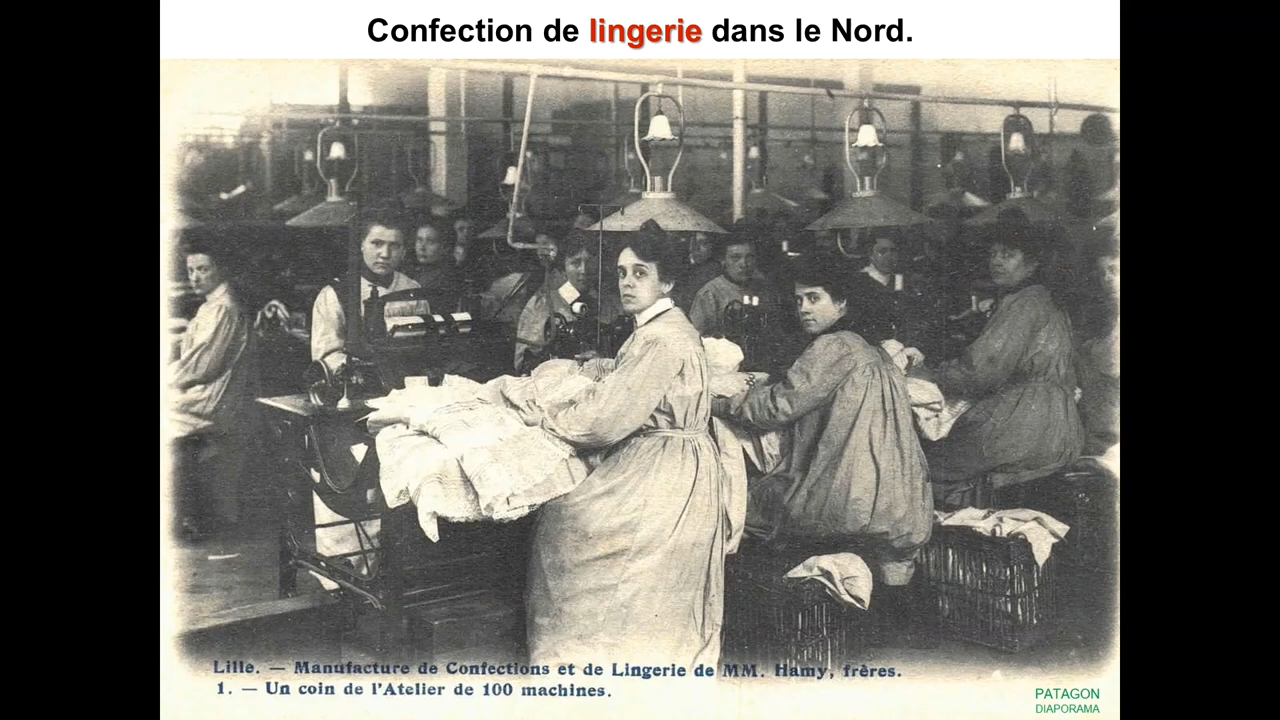 Confection de lingerie dans le Nord.
Lille. — Manufacture de Confections et de Lingerie de MM. Hamy, frères.
1. — Un coin de l'Atelier de 100 machines.
PATAGON
DIAPORAMA